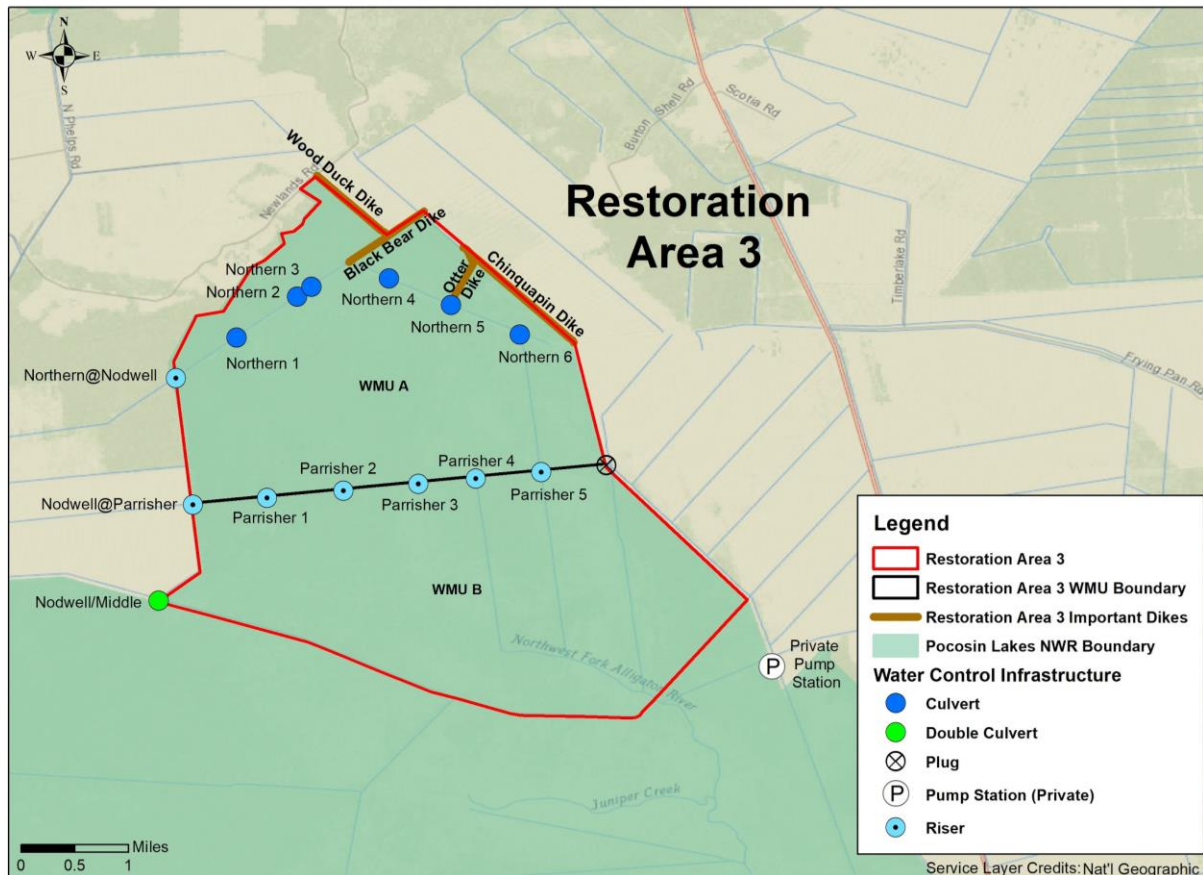 N
W
E
S
N Phelps Rd
Newlands Rd
Burton Shell Rd
Scotia Rd
Timberlake Rd
Frying Pan Rd
Restoration
Area 3
Wood Duck Dike
Black Bear Dike
Otter
Dike
Chinquapin Dike
Northern 3
Northern 2
Northern 4
Northern 5
Northern 1
Northern 6
Northern@Nodwell
WMU A
Parrisher 4
Parrisher 2
Parrisher 5
Nodwell@Parrisher
Parrisher 1
Parrisher 3
WMU B
Nodwell/Middle
Northwest Fork Alligator River
Private
Pump
Station
P
Juniper Creek
Miles
0 0.5 1
Legend
Restoration Area 3
Restoration Area 3 WMU Boundary
Restoration Area 3 Important Dikes
Pocosin Lakes NWR Boundary
Water Control Infrastructure
Culvert
Double Culvert
Plug
P Pump Station (Private)
Riser
Service Layer Credits: Nat'l Geographic